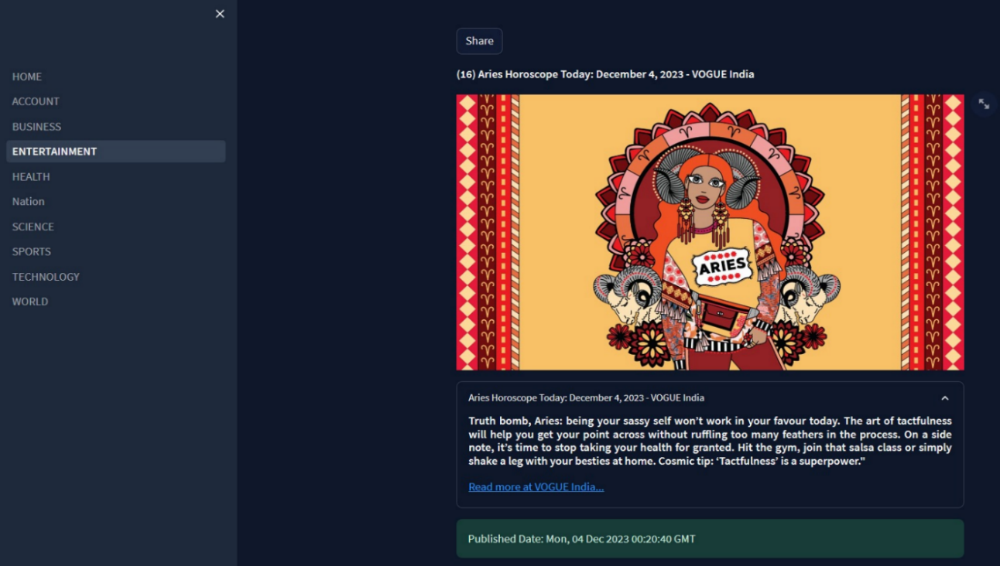 ×
HOME
ACCOUNT
BUSINESS
ENTERTAINMENT
HEALTH
Nation
SCIENCE
SPORTS
TECHNOLOGY
WORLD
Share
(16) Aries Horoscope Today: December 4, 2023 - VOGUE India
ARIES
Aries Horoscope Today: December 4, 2023 - VOGUE India
Truth bomb, Aries: being your sassy self won’t work in your favour today. The art of tactfulness
will help you get your point across without ruffling too many feathers in the process. On a side
note, it’s time to stop taking your health for granted. Hit the gym, join that salsa class or simply
shake a leg with your besties at home. Cosmic tip: ‘Tactfulness’ is a superpower."
Read more at VOGUE India...
Published Date: Mon, 04 Dec 2023 00:20:40 GMT